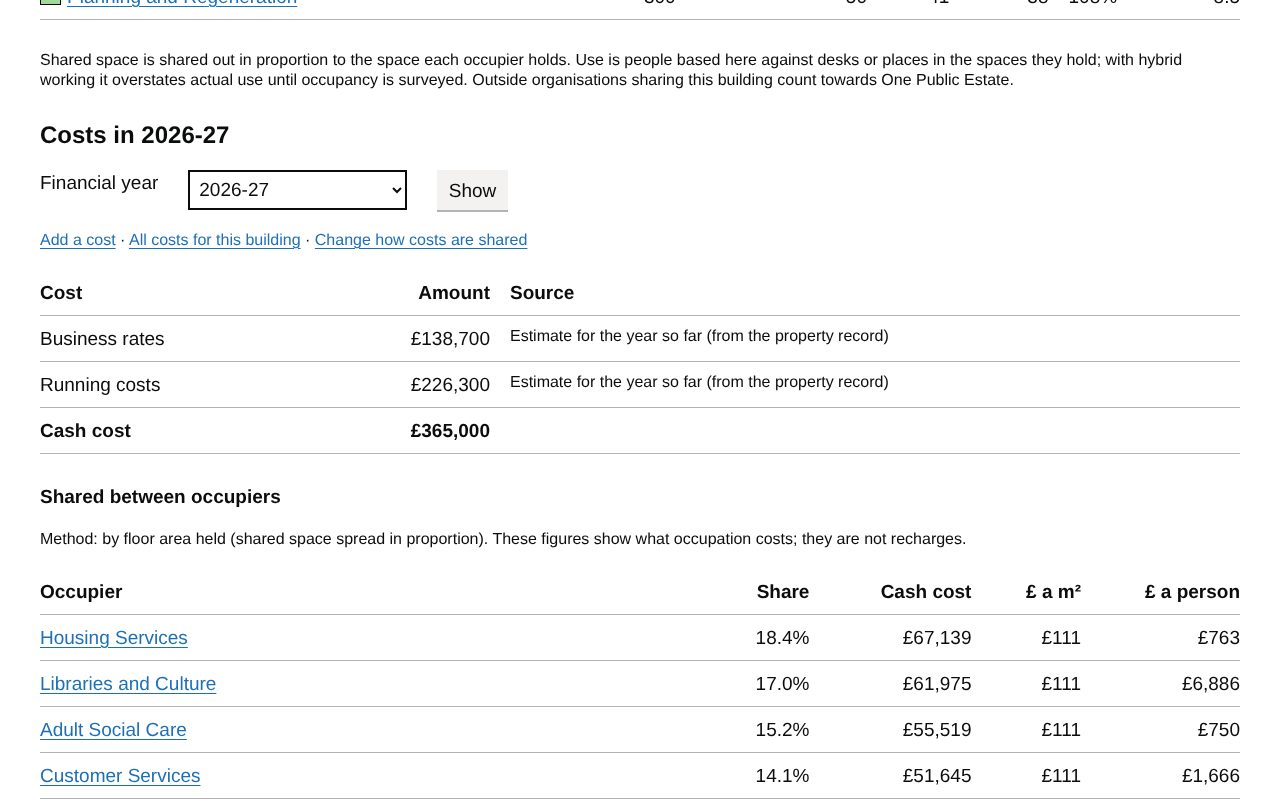 Planning and Regeneration
Shared space is shared out in proportion to the space each occupier holds. Use is people based here against desks or places in the spaces they hold; with hybrid
working it overstates actual use until occupancy is surveyed. Outside organisations sharing this building count towards One Public Estate.
Costs in 2026-27
Financial year 2026-27 Show
Add a cost · All costs for this building · Change how costs are shared
Cost Amount Source
Business rates £138,700 Estimate for the year so far (from the property record)
Running costs £226,300 Estimate for the year so far (from the property record)
Cash cost £365,000
Shared between occupiers
Method: by floor area held (shared space spread in proportion). These figures show what occupation costs; they are not recharges.
Occupier Share Cash cost £ a m² £ a person
Housing Services 18.4% £67,139 £111 £763
Libraries and Culture 17.0% £61,975 £111 £6,886
Adult Social Care 15.2% £55,519 £111 £750
Customer Services 14.1% £51,645 £111 £1,666